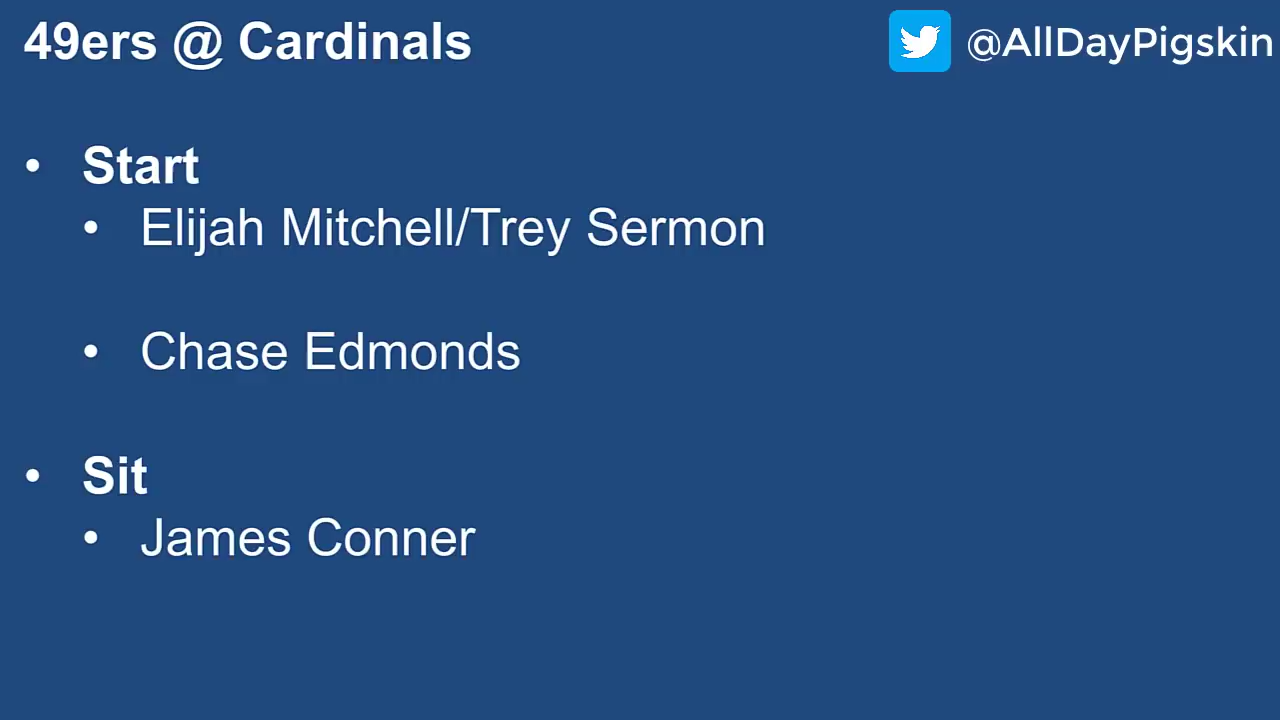 49ers @ Cardinals
@AllDayPigskin
• Start
• Elijah Mitchell/Trey Sermon
• Chase Edmonds
• Sit
• James Conner